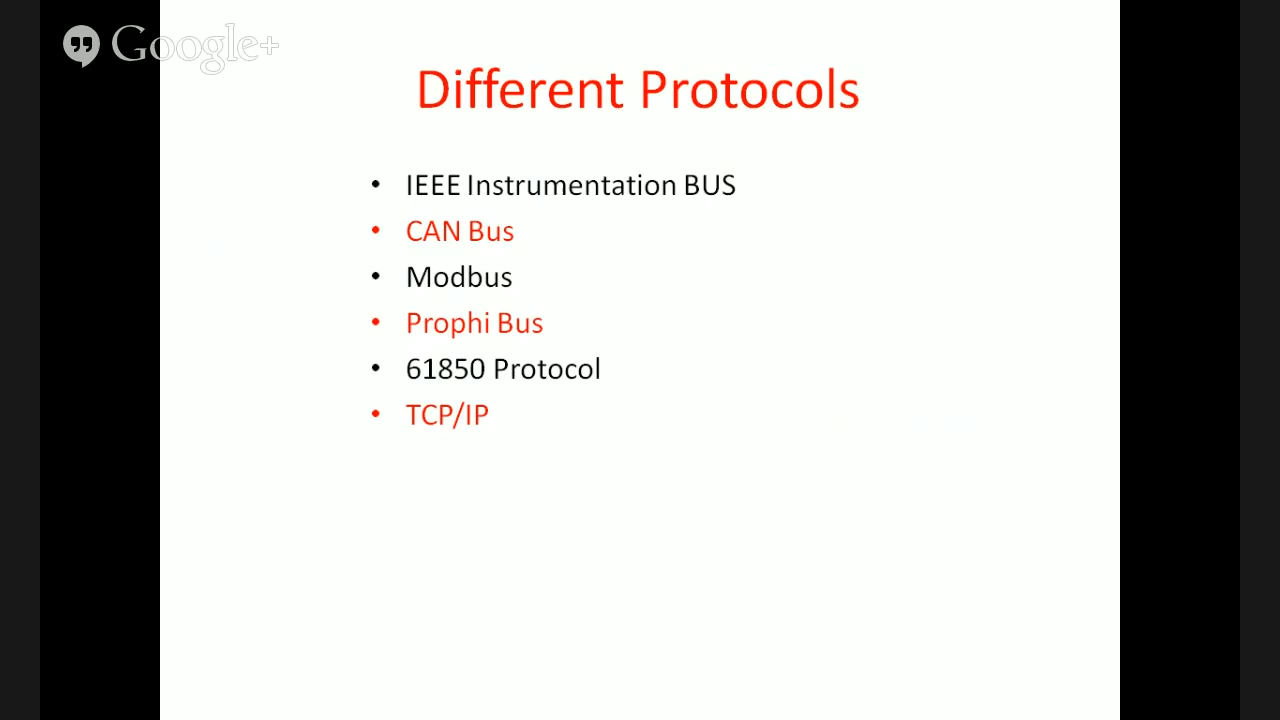 Google+
Different Protocols
• IEEE Instrumentation BUS
• CAN Bus
• Modbus
• Prophi Bus
• 61850 Protocol
• TCP/IP